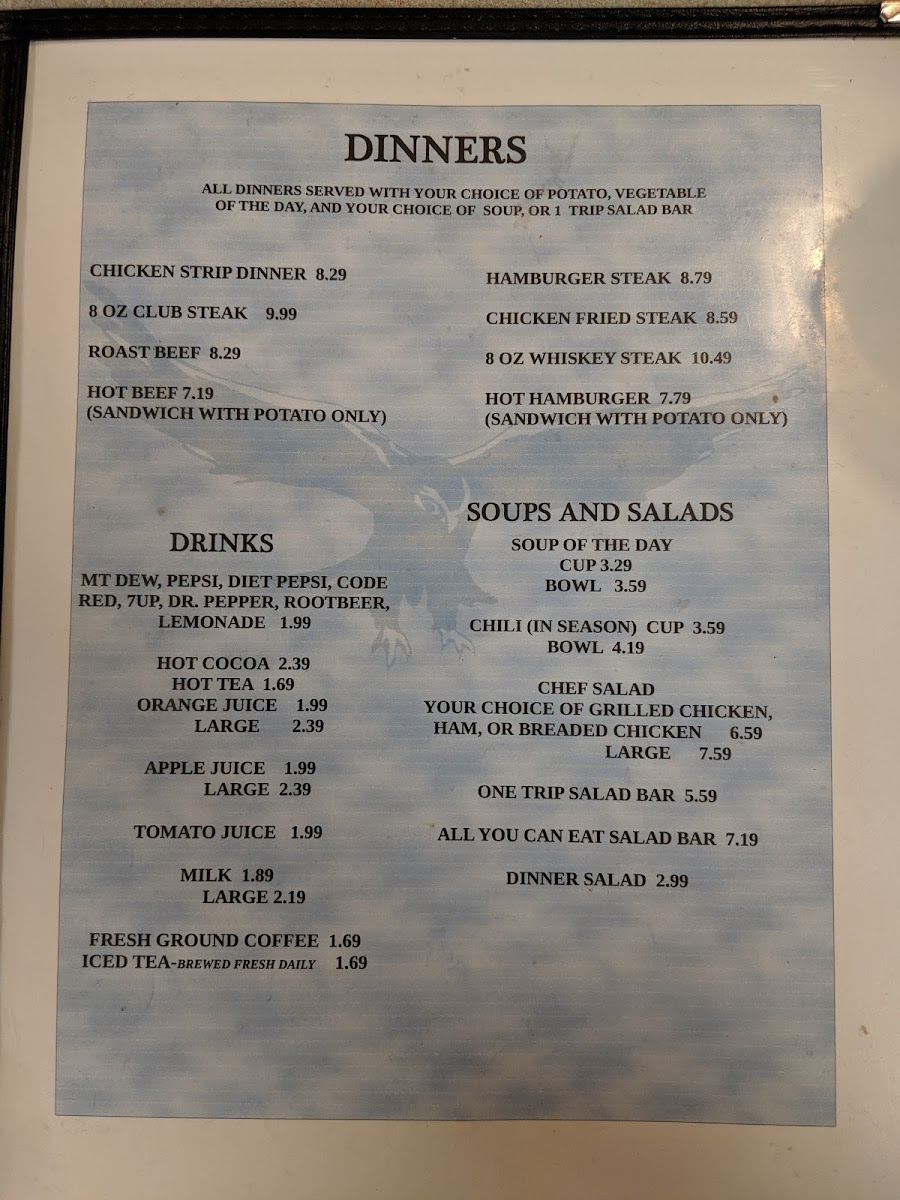 DINNERS
ALL DINNERS SERVED WITH YOUR CHOICE OF POTATO, VEGETABLE
OF THE DAY, AND YOUR CHOICE OF SOUP, OR 1 TRIP SALAD BAR
CHICKEN STRIP DINNER 8.29
8 OZ CLUB STEAK 9.99
ROAST BEEF 8.29
HOT BEEF 7.19
(SANDWICH WITH POTATO ONLY)
HAMBURGER STEAK 8.79
CHICKEN FRIED STEAK 8.59
8 OZ WHISKEY STEAK 10.49
HOT HAMBURGER 7.79
(SANDWICH WITH POTATO ONLY)
DRINKS
MT DEW, PEPSI, DIET PEPSI, CODE
RED, 7UP, DR. PEPPER, ROOTBEER,
LEMONADE 1.99
HOT COCOA 2.39
HOT TEA 1.69
ORANGE JUICE 1.99
LARGE 2.39
APPLE JUICE 1.99
LARGE 2.39
TOMATO JUICE 1.99
MILK 1.89
LARGE 2.19
FRESH GROUND COFFEE 1.69
ICED TEA-BREWED FRESH DAILY 1.69
SOUPS AND SALADS
SOUP OF THE DAY
CUP 3.29
BOWL 3.59
CHILI (IN SEASON) CUP 3.59
BOWL 4.19
CHEF SALAD
YOUR CHOICE OF GRILLED CHICKEN,
HAM, OR BREADED CHICKEN 6.59
LARGE 7.59
ONE TRIP SALAD BAR 5.59
ALL YOU CAN EAT SALAD BAR 7.19
DINNER SALAD 2.99